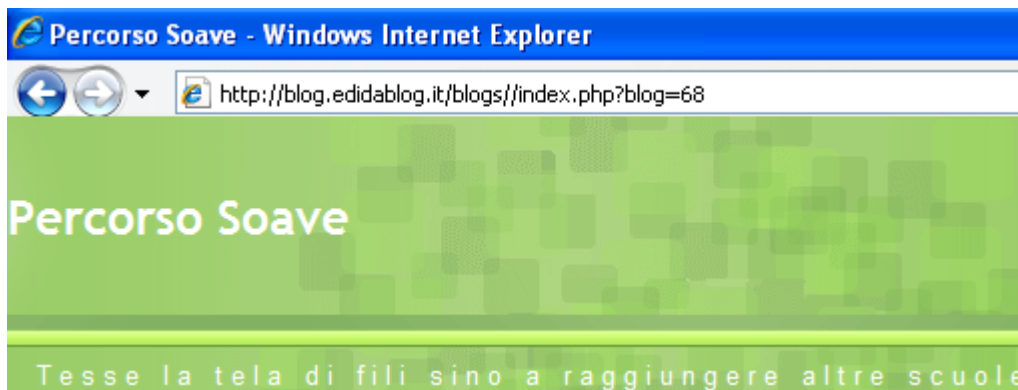 Percorso Soave - Windows Internet Explorer
http://blog.edidablog.it/blogs//index.php?blog=68
Percorso Soave
Tesse la tela di fili sino a raggiungere altre scuole